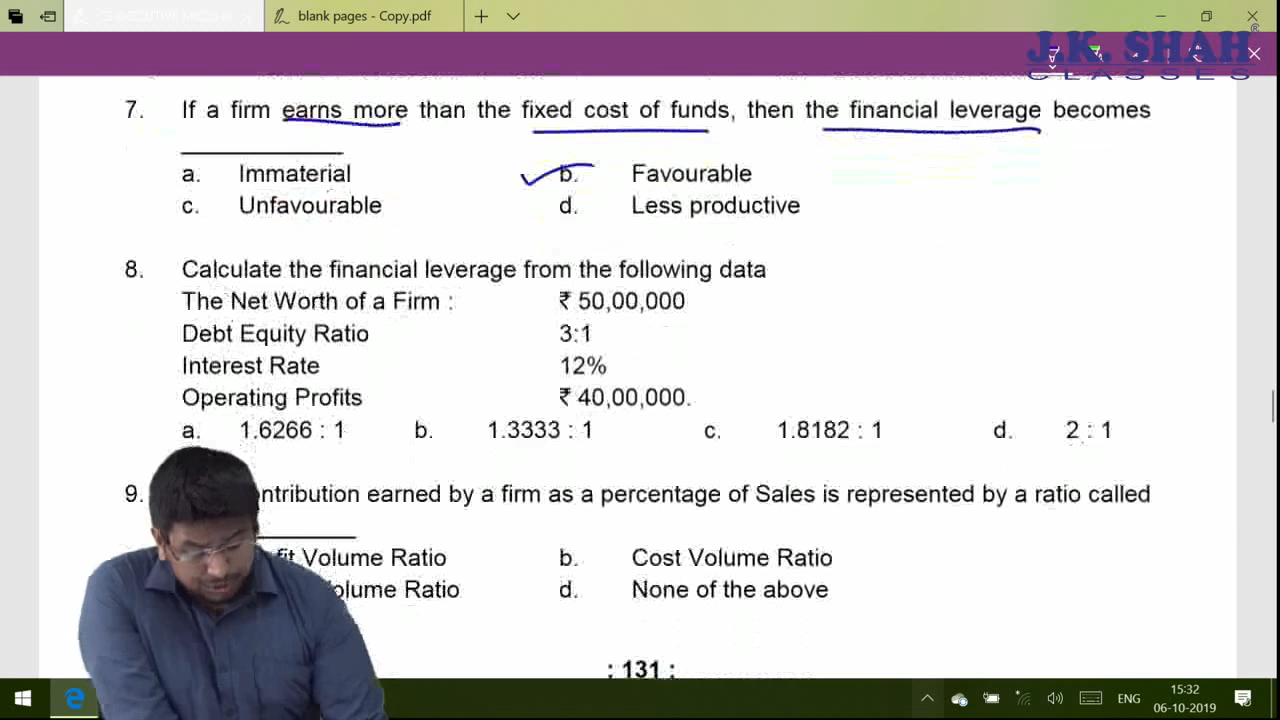 blank pages - Copy.pdf
J.K. SHAH®
CLASSES
7. If a firm earns more than the fixed cost of funds, then the financial leverage becomes
a. Immaterial b. Favourable
c. Unfavourable d. Less productive
8. Calculate the financial leverage from the following data
The Net Worth of a Firm : ₹ 50,00,000
Debt Equity Ratio 3:1
Interest Rate 12%
Operating Profits ₹ 40,00,000.
a. 1.6266 : 1 b. 1.3333 : 1 c. 1.8182 : 1 d. 2 : 1
9. ontribution earned by a firm as a percentage of Sales is represented by a ratio called
fit Volume Ratio b. Cost Volume Ratio
olume Ratio d. None of the above
: 131 :
ENG
15:32
06-10-2019